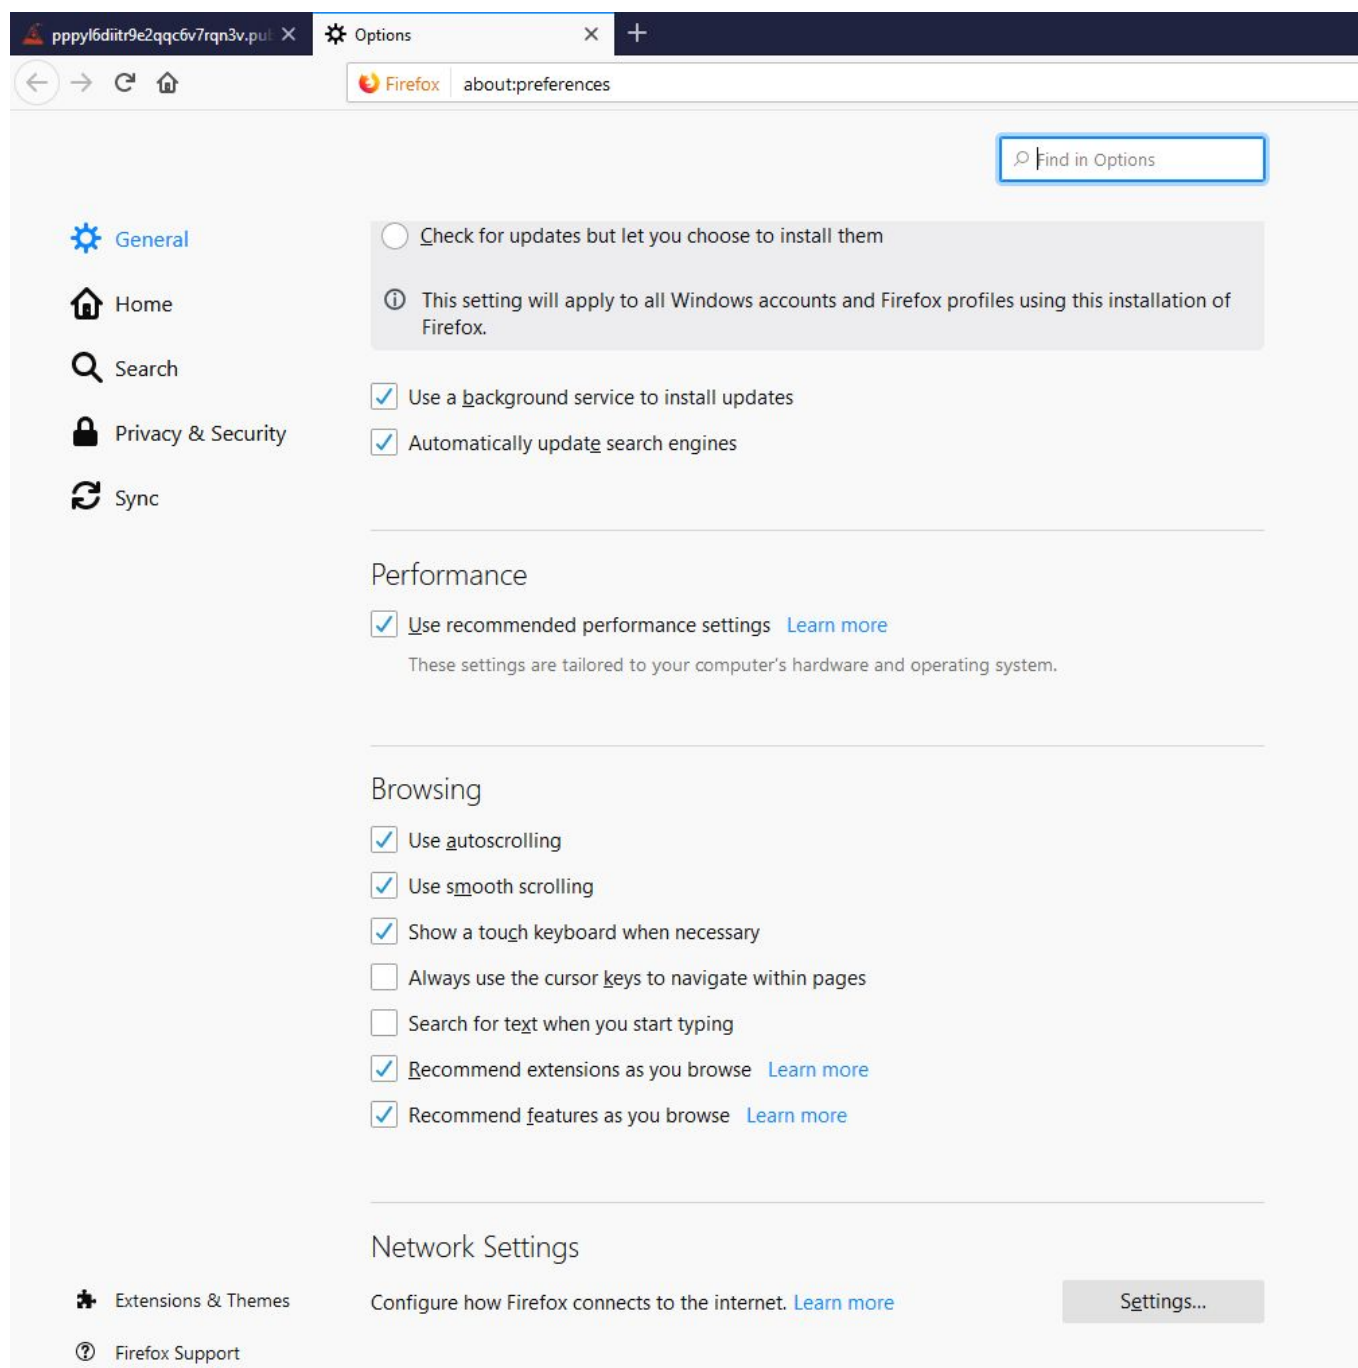 pppyl6diitr9e2qqc6v7rqn3v.pub
Options
Firefox
about:preferences
Find in Options
General
Home
Search
Privacy & Security
Sync
Check for updates but let you choose to install them
This setting will apply to all Windows accounts and Firefox profiles using this installation of
Firefox.
Use a background service to install updates
Automatically update search engines
Performance
Use recommended performance settings Learn more
These settings are tailored to your computer's hardware and operating system.
Browsing
Use autoscrolling
Use smooth scrolling
Show a touch keyboard when necessary
Always use the cursor keys to navigate within pages
Search for text when you start typing
Recommend extensions as you browse Learn more
Recommend features as you browse Learn more
Network Settings
Configure how Firefox connects to the internet. Learn more
Settings...
Extensions & Themes
Firefox Support